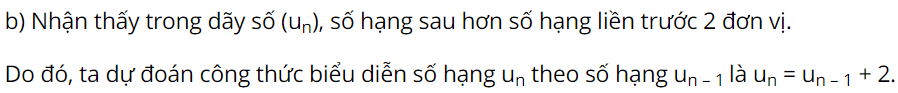 b) Nhận thấy trong dãy số (uₙ), số hạng sau hơn số hạng liền trước 2 đơn vị.
Do đó, ta dự đoán công thức biểu diễn số hạng uₙ theo số hạng uₙ ₋ ₁ là uₙ = uₙ ₋ ₁ + 2.